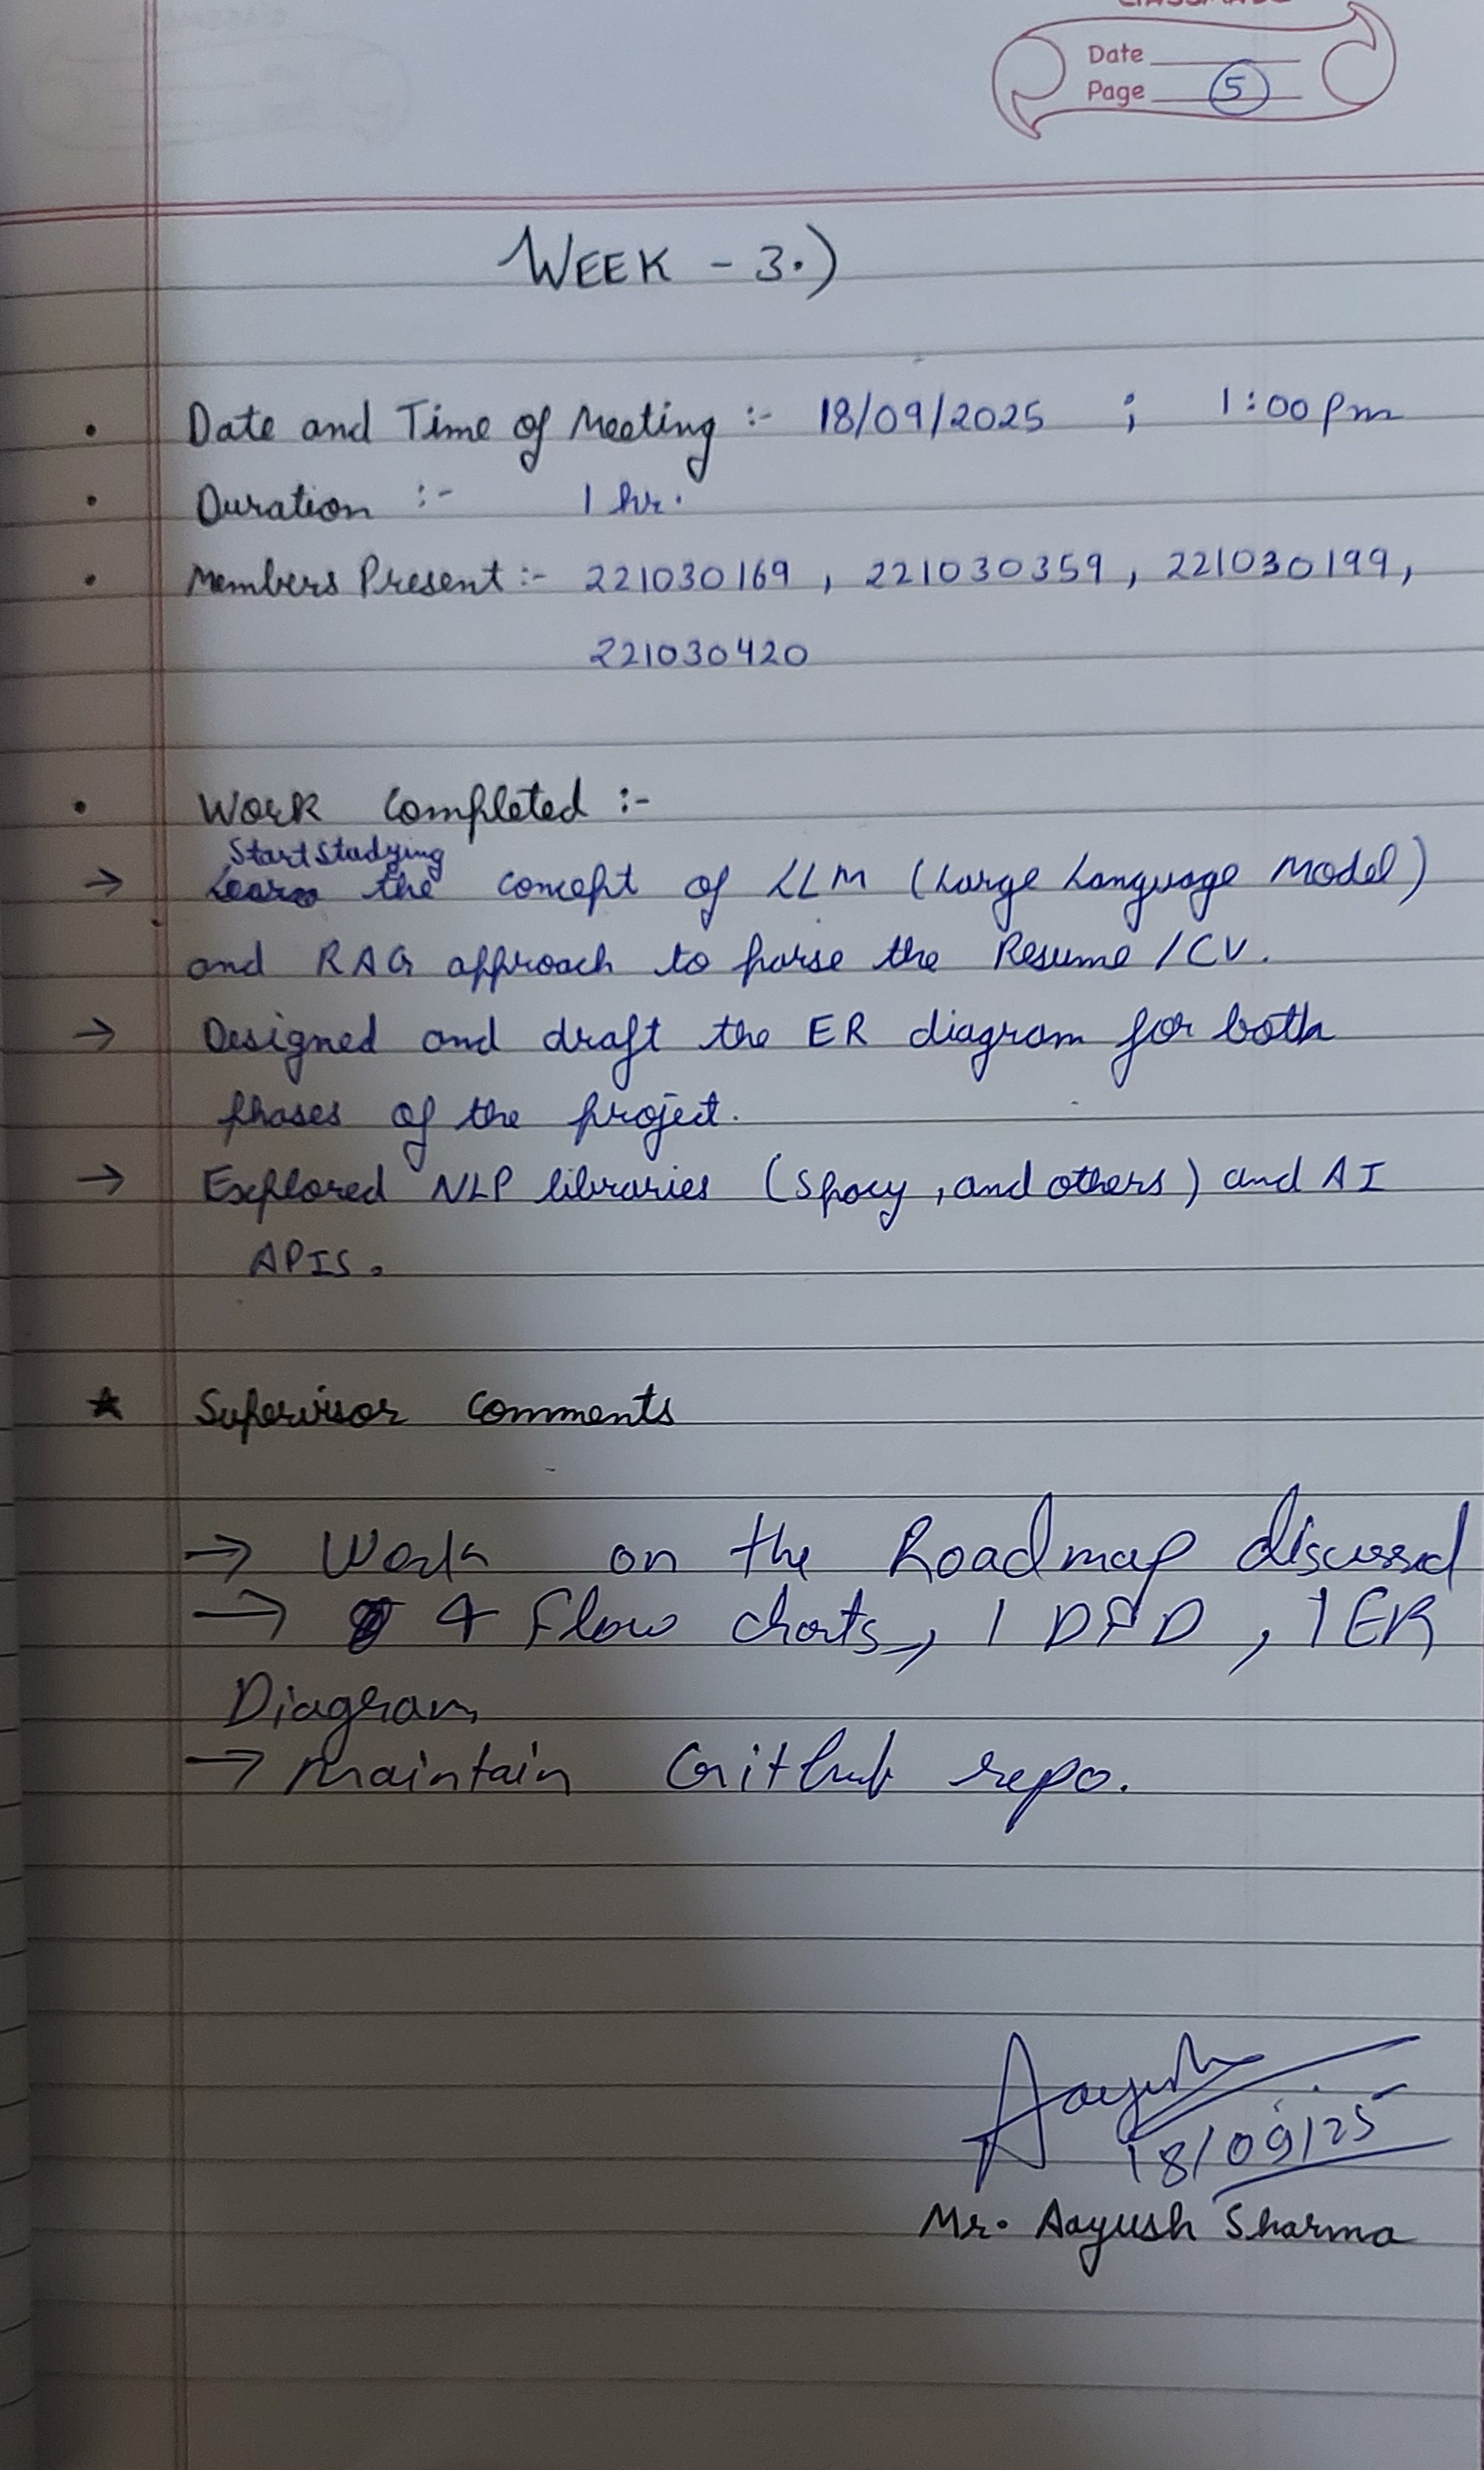 Date
Page 5
WEEK - 3.)
• Date and Time of Meeting :- 18/09/2025 ; 1:00 pm
• Duration :- 1 hr.
• Members Present :- 221030169 , 221030359 , 221030199 ,
221030420
• Work Completed :-
Start Studying
→ the concept of LLM (Large Language Model)
and RAG approach to parse the Resume / CV.
→ Designed and draft the ER diagram for both
phases of the project.
→ Explored NLP libraries (Spacy , and others) and AI
APIS.
★ Supervisor Comments
→ Work on the Roadmap discussed
→ 4 Flow charts, 1 DFD , 1 ER
Diagram
→ Maintain Github repo.
Aayush
18/09/25
Mr. Aayush Sharma